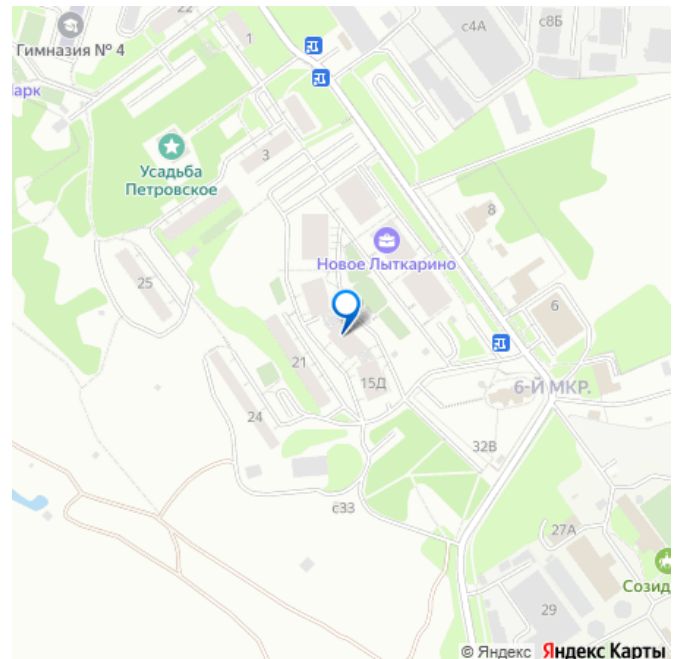 22
с4А
с8Б
Гимназия № 4
1
Парк
3
Усадьба
Петровское
8
Новое Лыткарино
25
6
21
15Д
6-Й МКР.
24
32В
с33
27А
Созид
29
© Яндекс Яндекс Карты